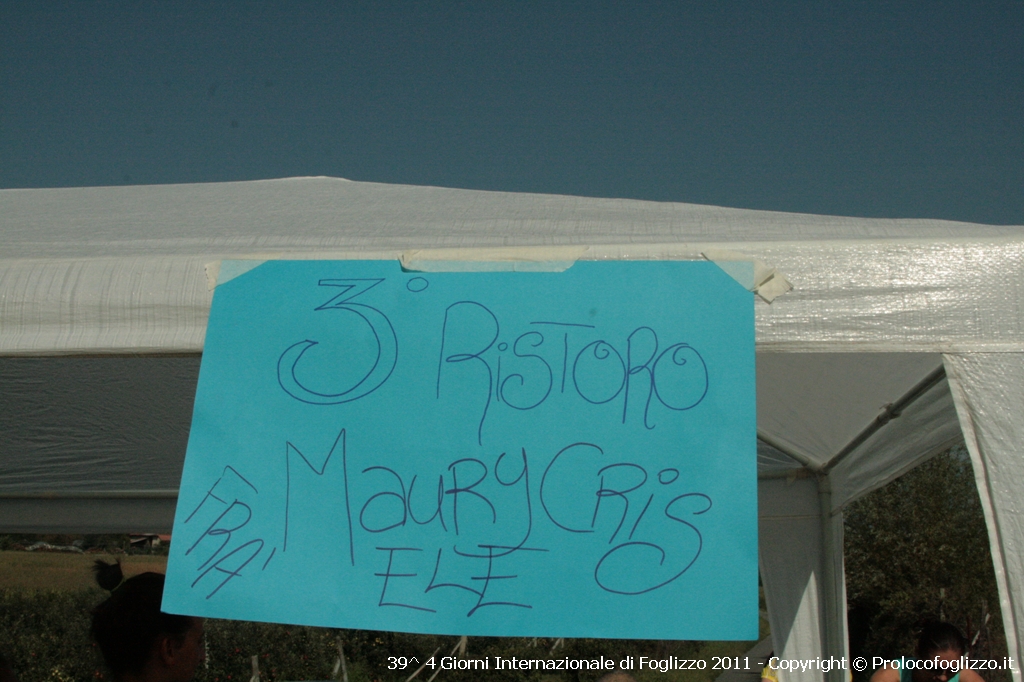 3° RISTORO
MAURY CRIS
FRA'
ELE
39^ 4 Giorni Internazionale di Foglizzo 2011 - Copyright © Prolocofoglizzo.it